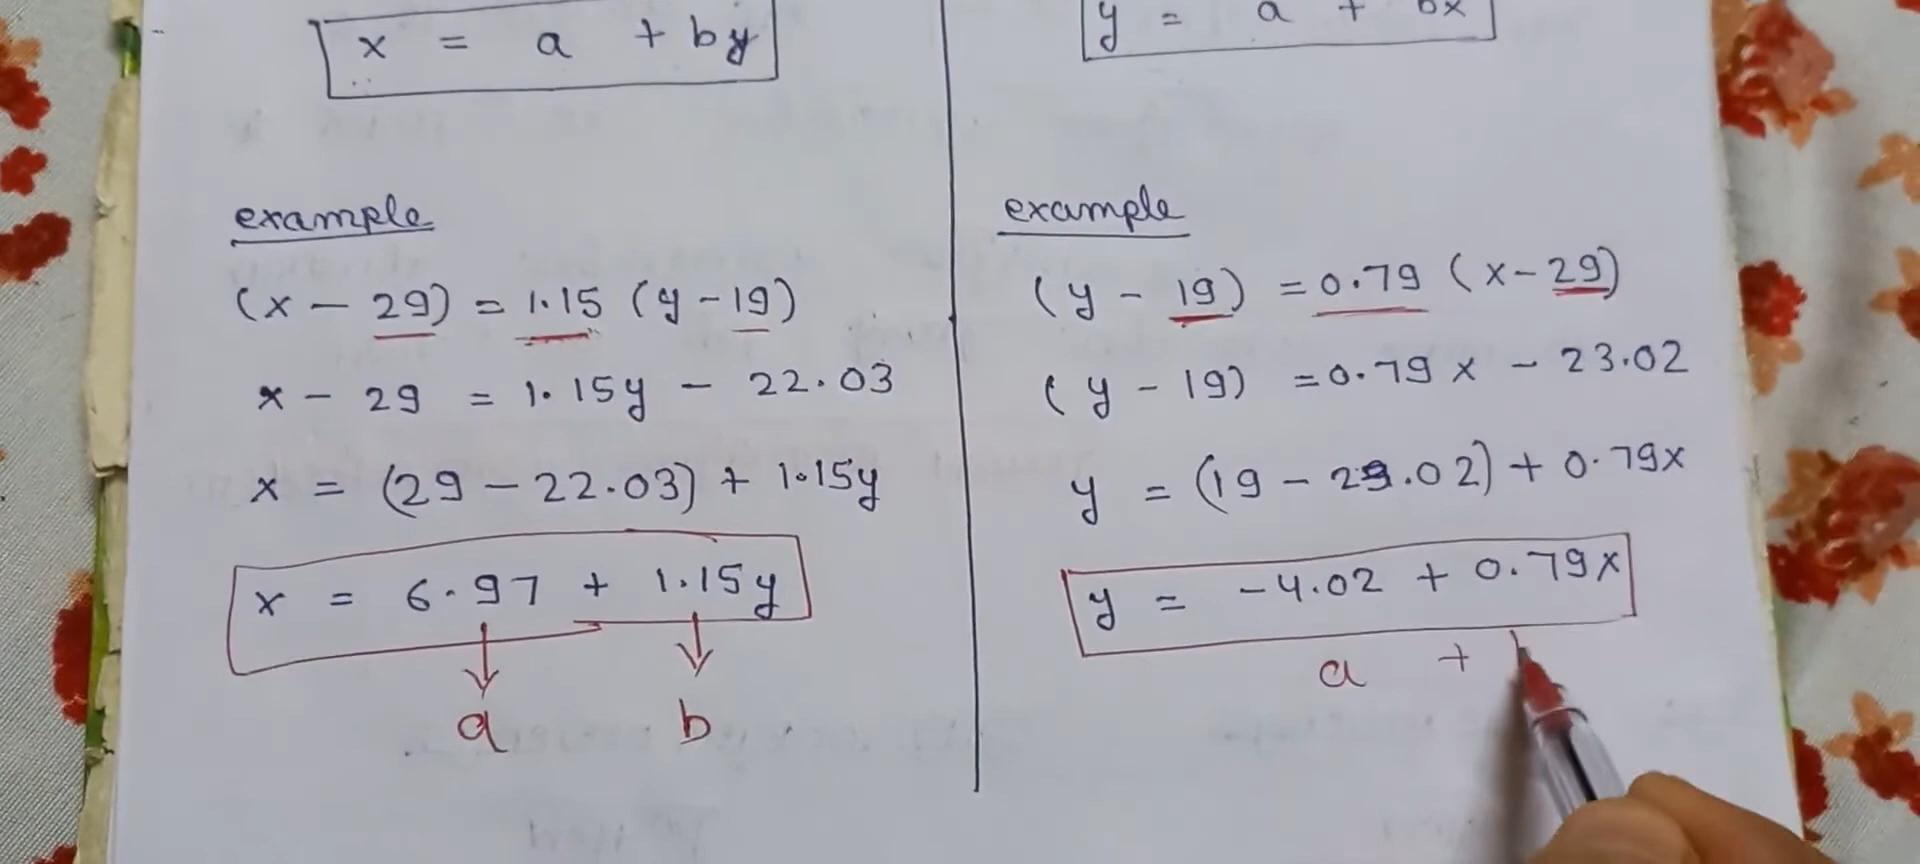 x = a + by
example
(x - 29) = 1.15 (y - 19)
x - 29 = 1.15y - 22.03
x = (29 - 22.03) + 1.15y
x = 6.97 + 1.15y
a b
y = a + bx
example
(y - 19) = 0.79 (x - 29)
(y - 19) = 0.79x - 23.02
y = (19 - 23.02) + 0.79x
y = -4.02 + 0.79x
a +